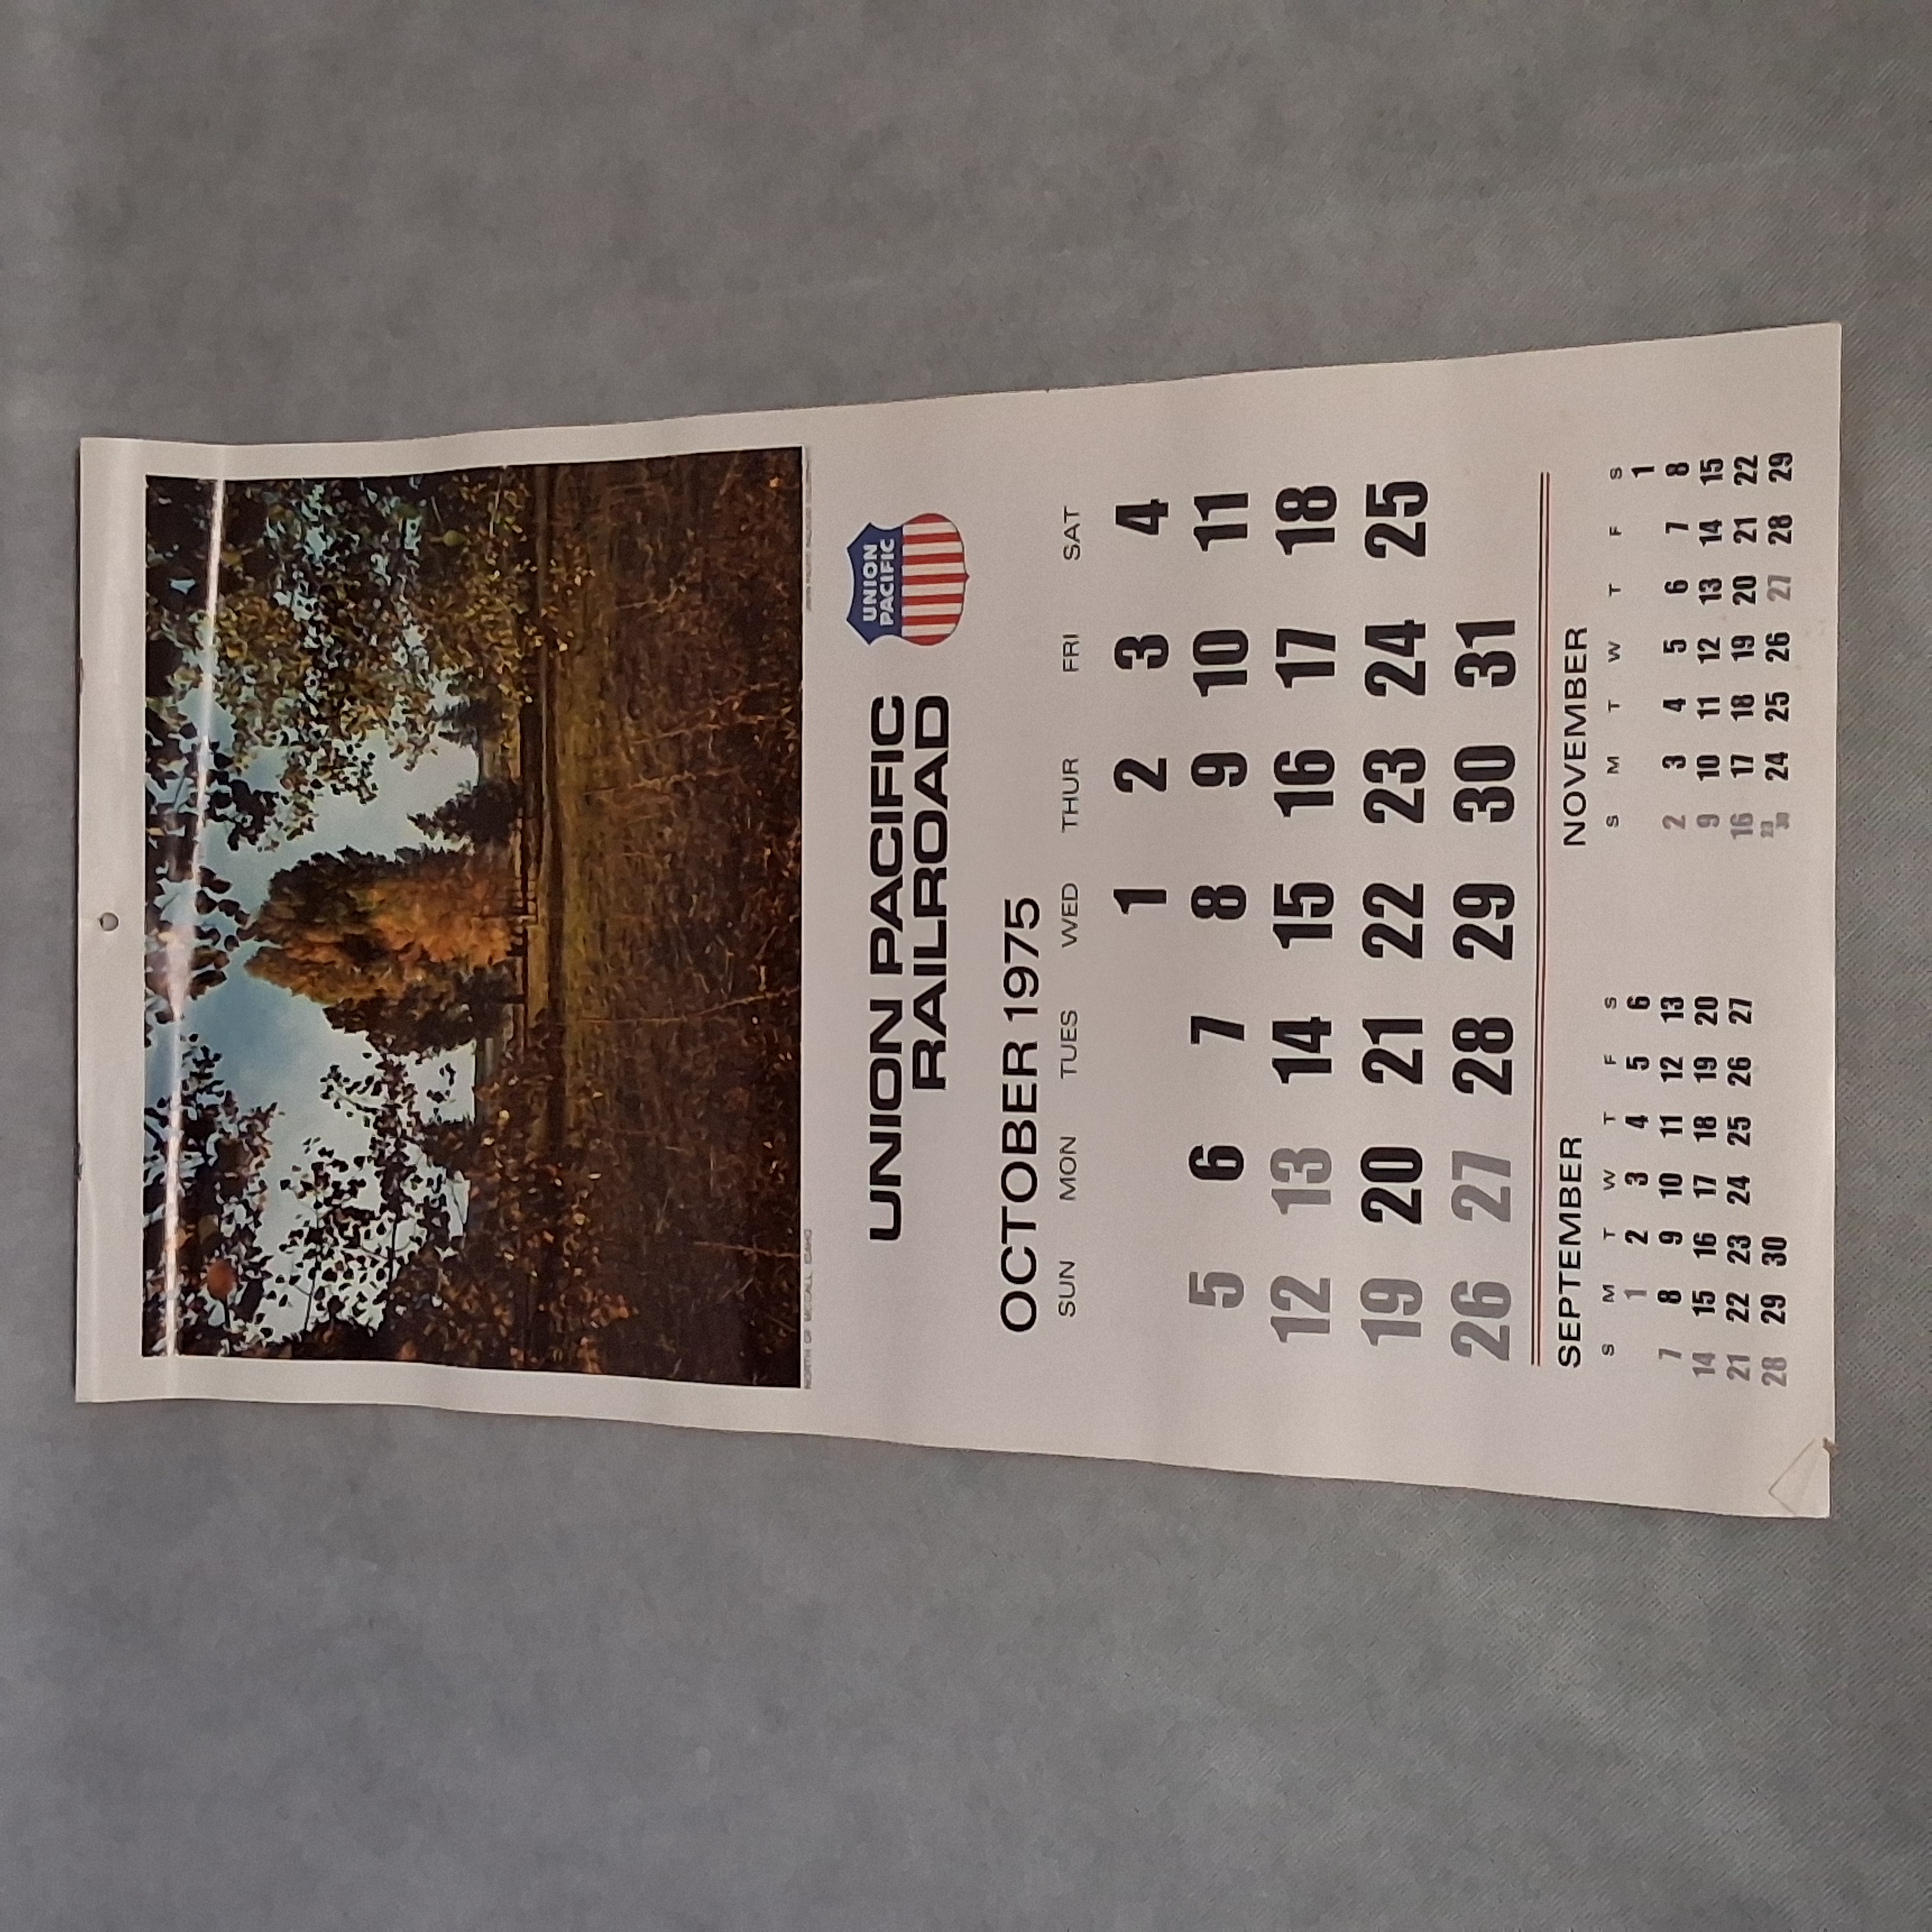 NORTH OF MCCALL, IDAHO
UNION PACIFIC
RAILROAD
UNION
PACIFIC
OCTOBER 1975
SUN MON TUES WED THUR FRI SAT
1 2 3 4
5 6 7 8 9 10 11
12 13 14 15 16 17 18
19 20 21 22 23 24 25
26 27 28 29 30 31
SEPTEMBER
S M T W T F S
1 2 3 4 5 6
7 8 9 10 11 12 13
14 15 16 17 18 19 20
21 22 23 24 25 26 27
28 29 30
NOVEMBER
S M T W T F S
1
2 3 4 5 6 7 8
9 10 11 12 13 14 15
16 17 18 19 20 21 22
23 30 24 25 26 27 28 29